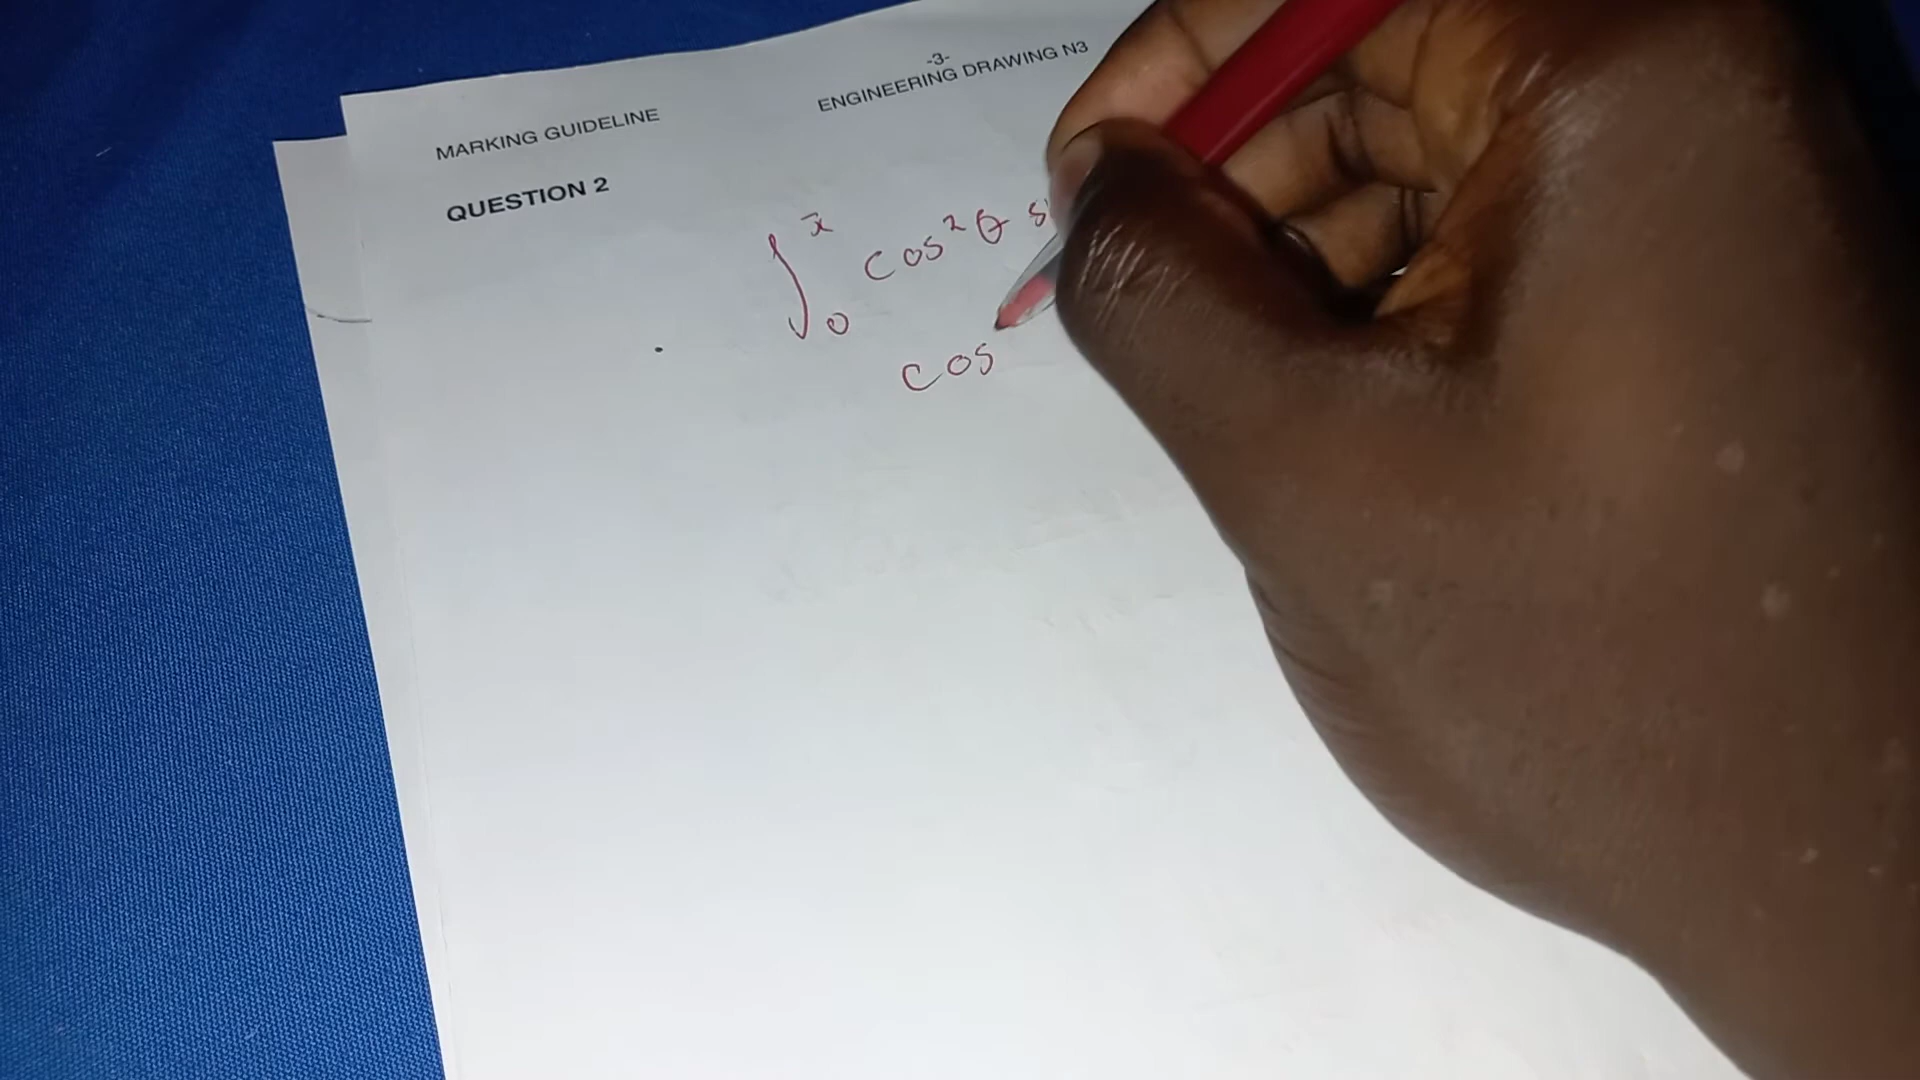 -3-
MARKING GUIDELINE ENGINEERING DRAWING N3
QUESTION 2
∫₀^π cos²θ
cos